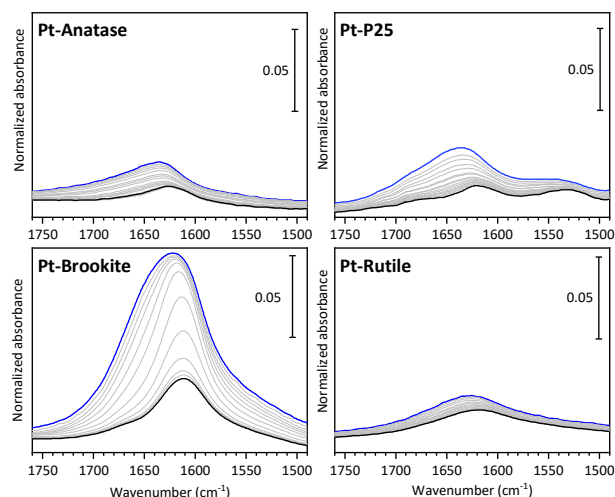 Pt-Anatase
0.05
Normalized absorbance
1750 1700 1650 1600 1550 1500
Pt-P25
0.05
Normalized absorbance
1750 1700 1650 1600 1550 1500
Pt-Brookite
0.05
Normalized absorbance
1750 1700 1650 1600 1550 1500
Wavenumber (cm⁻¹)
Pt-Rutile
0.05
Normalized absorbance
1750 1700 1650 1600 1550 1500
Wavenumber (cm⁻¹)